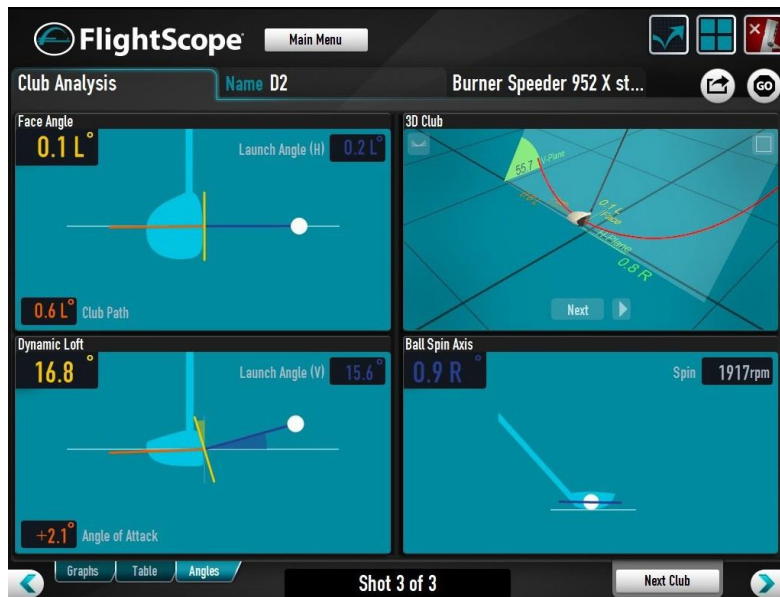 FlightScope
Main Menu
Club Analysis
Name D2
Burner Speeder 952 X st...
GO
Face Angle
0.1 L°
Launch Angle (H) 0.2 L°
0.6 L° Club Path
3D Club
55.7 V-Plane
0.1 L
Face
H-Plane
0.8 R
Next
Dynamic Loft
16.8°
Launch Angle (V) 15.6°
+2.1° Angle of Attack
Ball Spin Axis
0.9 R°
Spin 1917rpm
Graphs
Table
Angles
Shot 3 of 3
Next Club